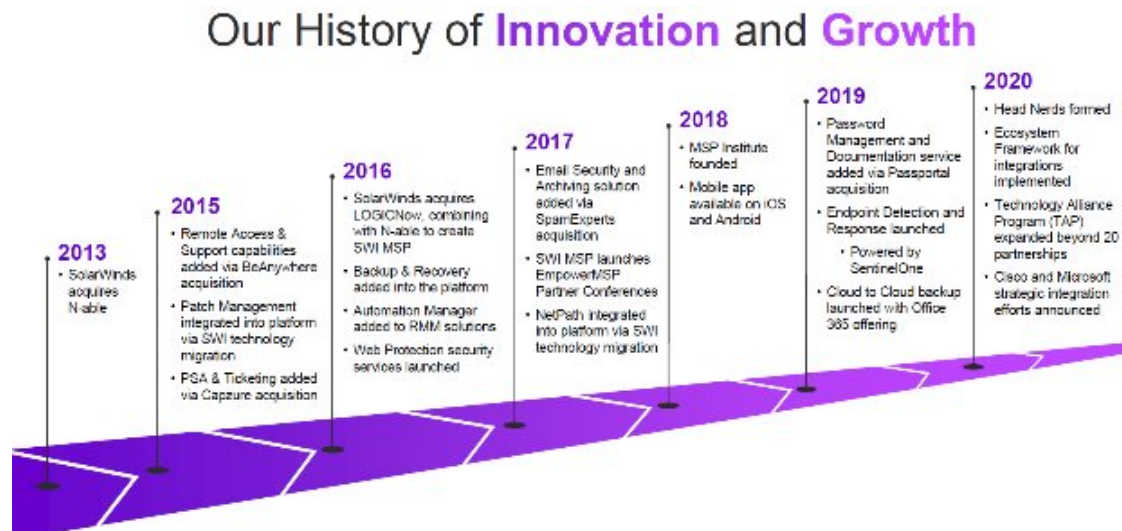 Our History of Innovation and Growth
2013
• SolarWinds
acquires
N-able
2015
• Remote Access &
Support capabilities
added via BeAnywhere
acquisition
• Patch Management
integrated into platform
via SWI technology
migration
• PSA & Ticketing added
via Capzure acquisition
2016
• SolarWinds acquires
LOGICNow, combining
with N-able to create
SWI MSP
• Backup & Recovery
added into the platform
• Automation Manager
added to RMM solutions
• Web Protection security
services launched
2017
• Email Security and
Archiving solution
added via
SpamExperts
acquisition
• SWI MSP launches
EmpowerMSP
Partner Conferences
• NetPath integrated
into platform via SWI
technology migration
2018
• MSP Institute
founded
• Mobile app
available on iOS
and Android
2019
• Password
Management and
Documentation service
added via Passportal
acquisition
• Endpoint Detection and
Response launched
• Powered by
SentinelOne
• Cloud to Cloud backup
launched with Office
365 offering
2020
• Head Nerds formed
• Ecosystem
Framework for
integrations
implemented
• Technology Alliance
Program (TAP)
expanded beyond 20
partnerships
• Cisco and Microsoft
strategic integration
efforts announced